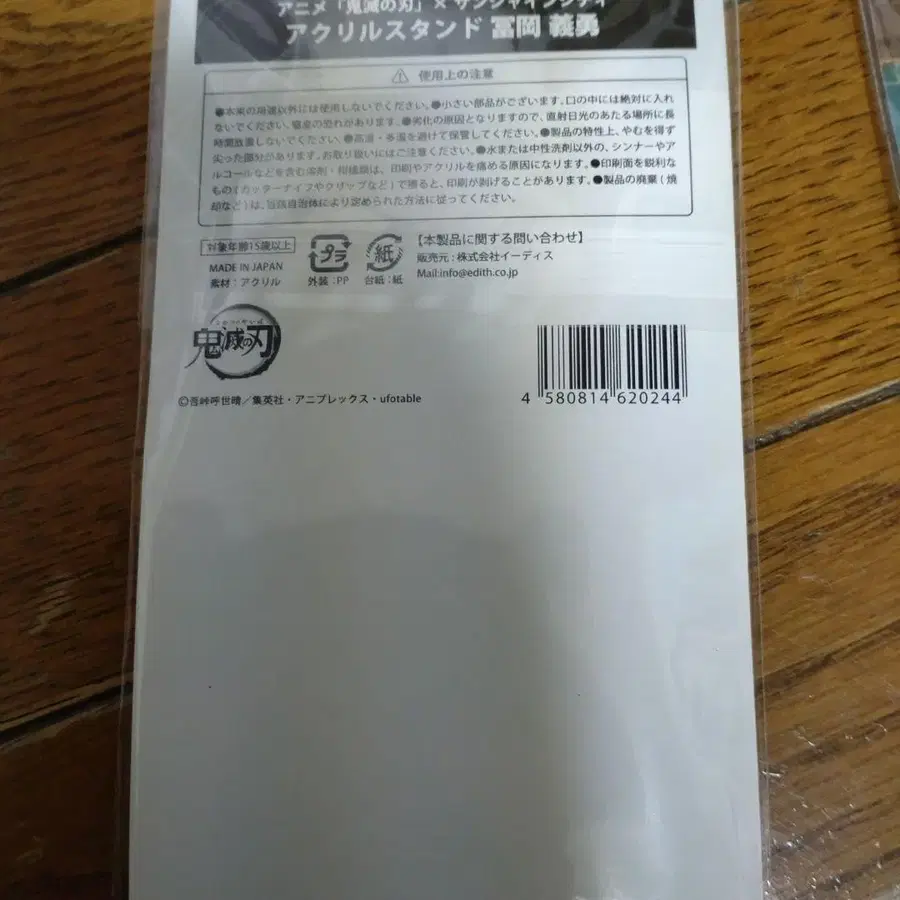 アニメ「鬼滅の刃」× サンシャインシティ
アクリルスタンド 冨岡 義勇
⚠ 使用上の注意
●本来の用途以外には使用しないでください。●小さい部品がございます。口の中には絶対に入れ
ないでください。窒息の恐れがあります。●劣化の原因となりますので、直射日光のあたる場所に長
時間放置しないでください。●高温・多湿を避けて保管してください。●製品の特性上、やむを得ず
尖った部分があります。お取り扱いにはご注意ください。●水または中性洗剤以外の、シンナーやア
ルコールなどを含む溶剤・柑橘類は、印刷やアクリルを痛める原因になります。●印刷面を鋭利な
もの(カッターナイフやクリップなど)で擦ると、印刷が剥げることがあります。●製品の廃棄(焼
却など)は、当該自治体により定められた方法に従ってください。
対象年齢15歳以上
MADE IN JAPAN
素材:アクリル
プラ
外装:PP
紙
台紙:紙
【本製品に関する問い合わせ】
販売元:株式会社イーディス
Mail:info@edith.co.jp
鬼滅の刃
©吾峠呼世晴/集英社・アニプレックス・ufotable
4 580814 620244